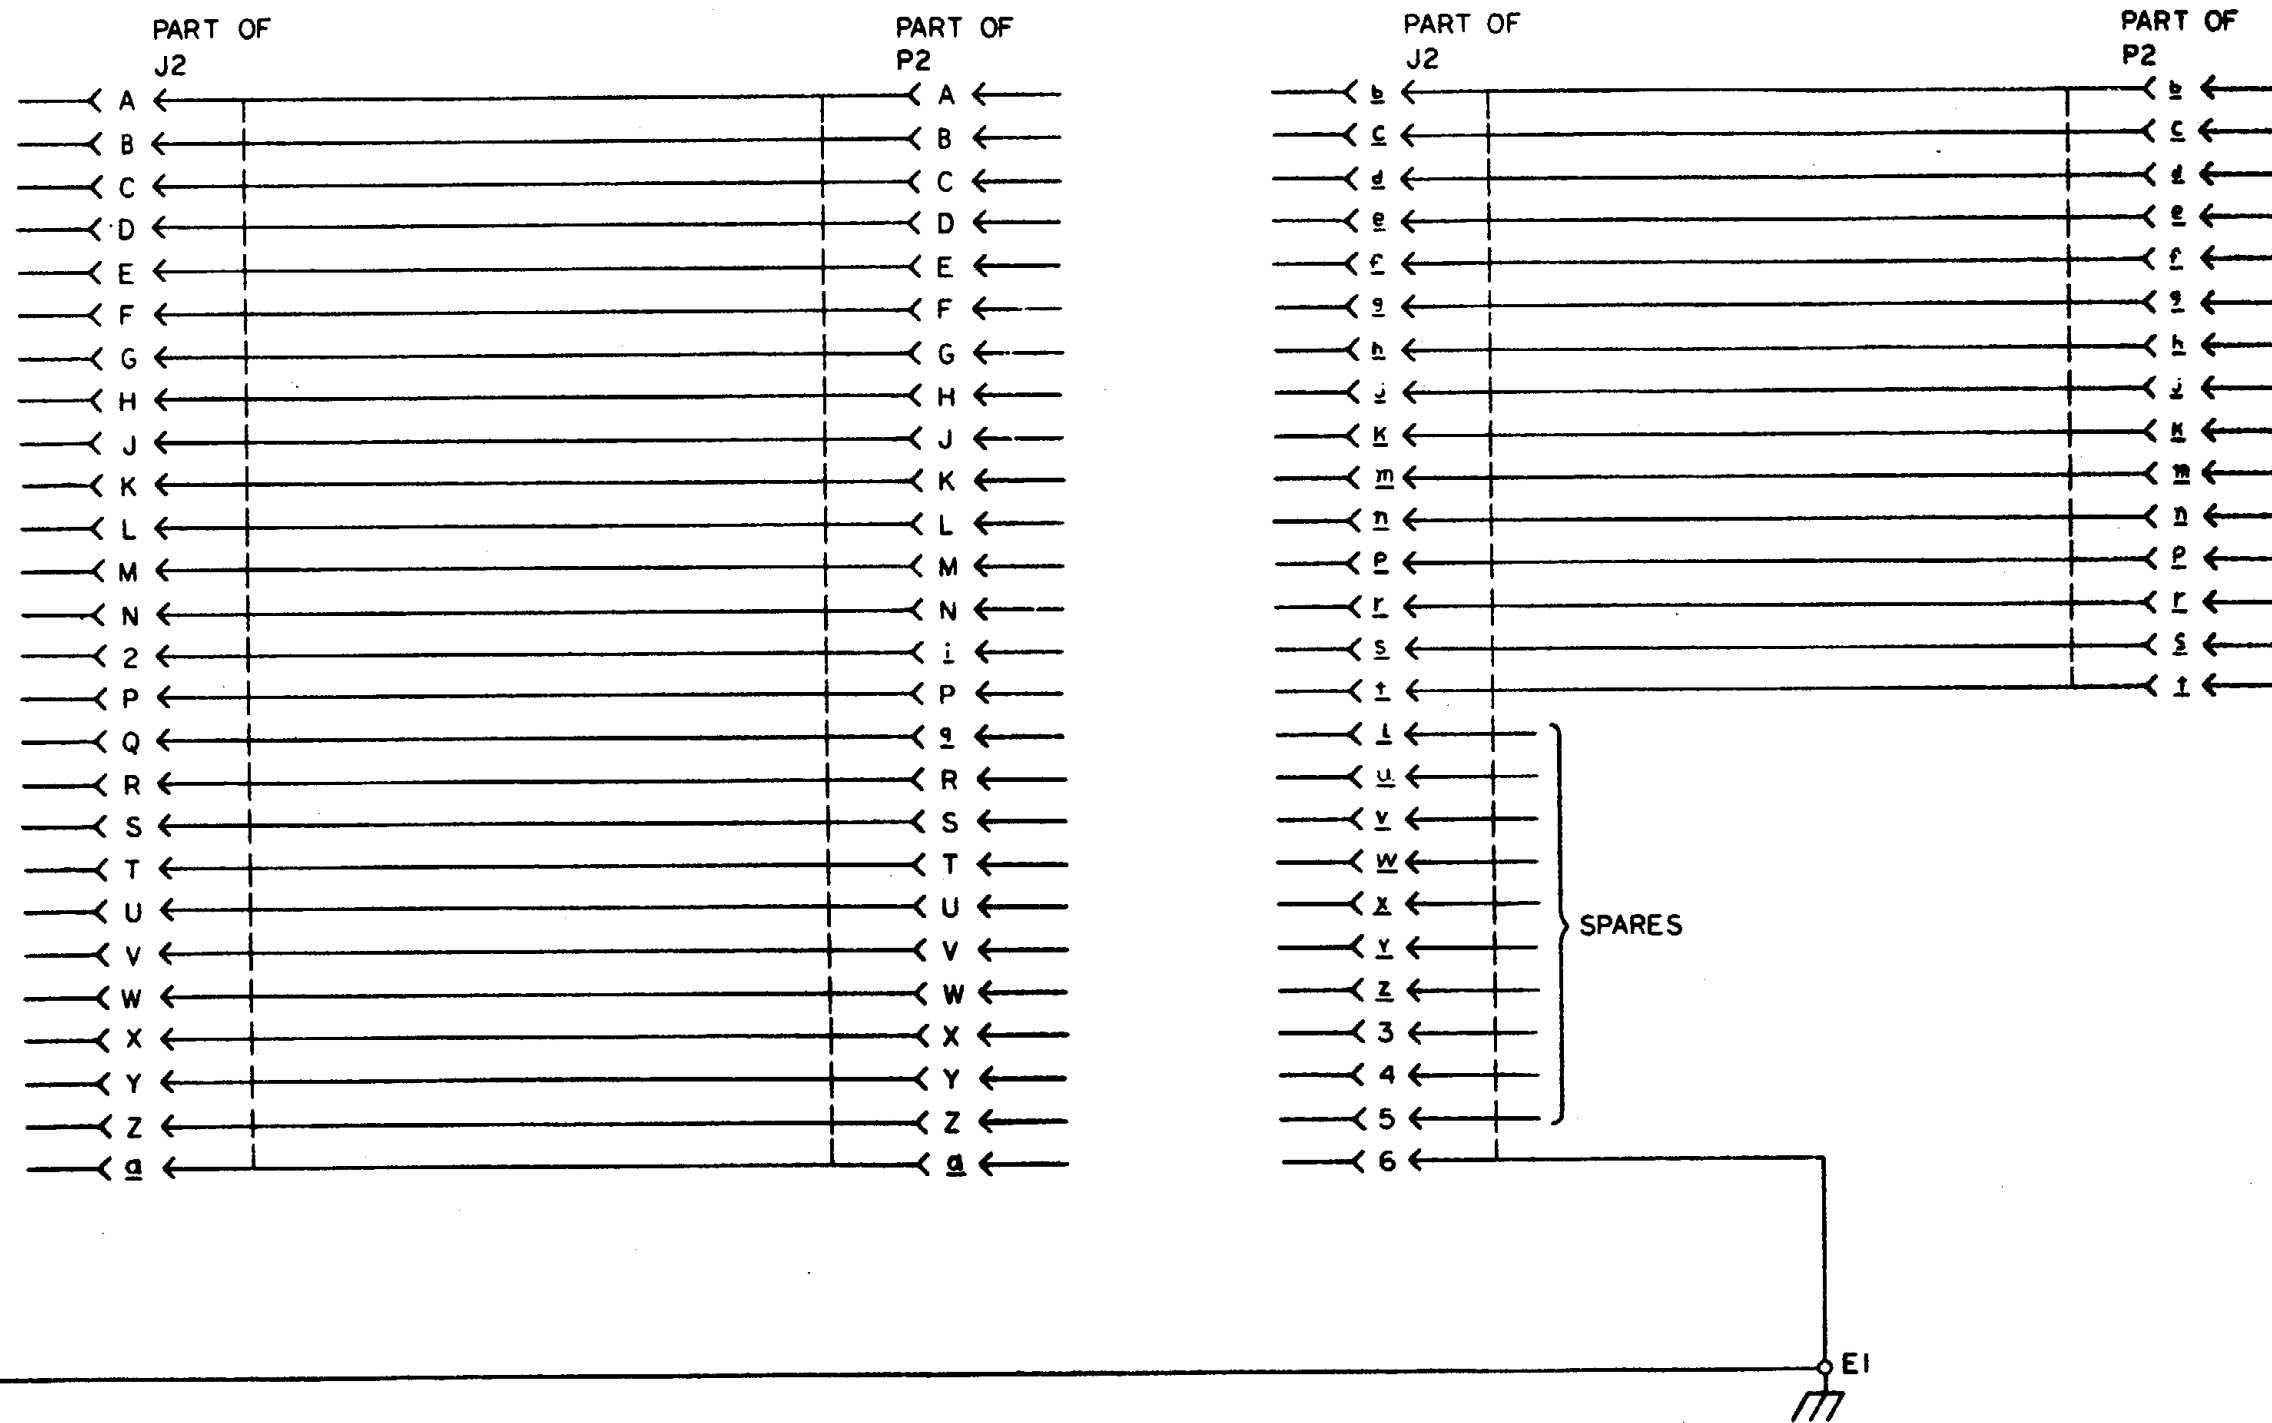 PART OF
J2
PART OF
P2
PART OF
J2
PART OF
P2
A A b b
B B c c
C C d d
D D e e
E E f f
F F g g
G G h h
H H j j
J J k k
K K m m
L L n n
M M p p
N N r r
2 i s s
P P t t
Q q i
R R u
S S v
T T w
U U x
V V y
W W z
X X 3
Y Y 4
Z Z 5
a a 6
SPARES
E1